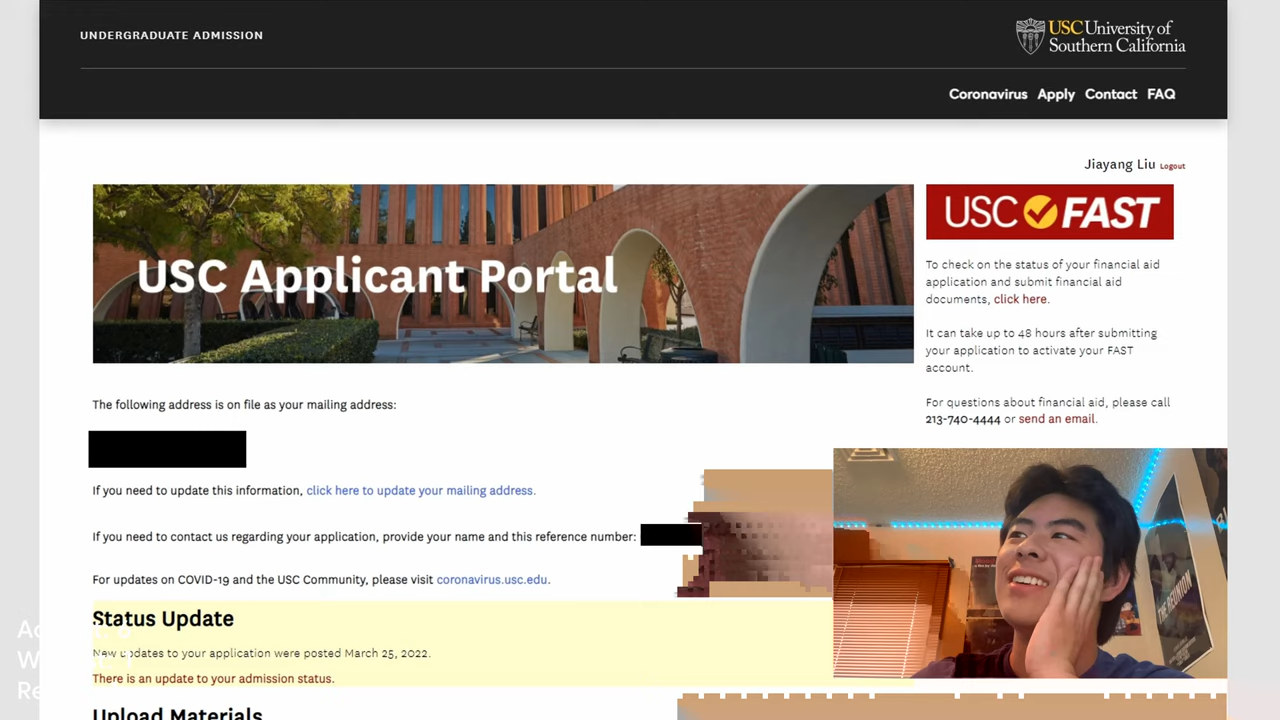 UNDERGRADUATE ADMISSION
USC University of
Southern California
Coronavirus Apply Contact FAQ
Jiayang Liu Logout
USC Applicant Portal
USC FAST
To check on the status of your financial aid
application and submit financial aid
documents, click here.
It can take up to 48 hours after submitting
your application to activate your FAST
account.
For questions about financial aid, please call
213-740-4444 or send an email.
The following address is on file as your mailing address:
If you need to update this information, click here to update your mailing address.
If you need to contact us regarding your application, provide your name and this reference number:
For updates on COVID-19 and the USC Community, please visit coronavirus.usc.edu.
Status Update
New updates to your application were posted March 25, 2022.
There is an update to your admission status.
Upload Materials
THE REUNION